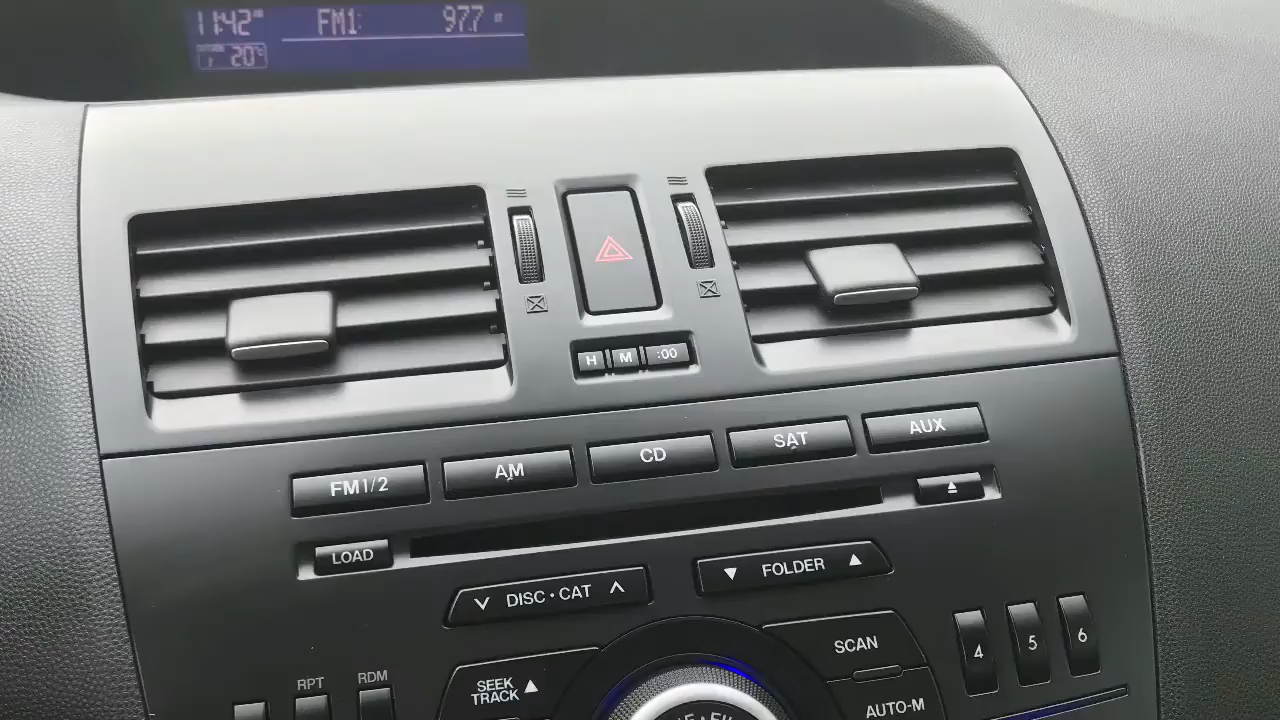 11:42 FM1 97.7
OUTSIDE
20°C
H M :00
FM1/2 AM CD SAT AUX
LOAD
DISC•CAT
FOLDER
SCAN
4 5 6
SEEK
TRACK
RPT RDM
AUTO-M